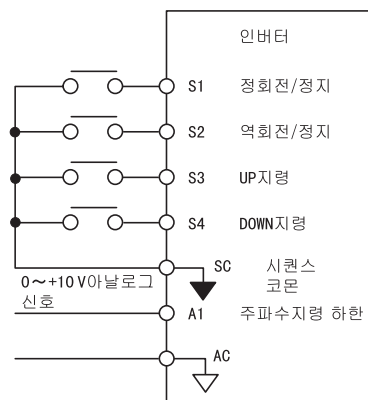 인버터
S1 정회전/정지
S2 역회전/정지
S3 UP지령
S4 DOWN지령
SC 시퀀스
코몬
0～+10 V아날로그
신호
A1 주파수지령 하한
AC